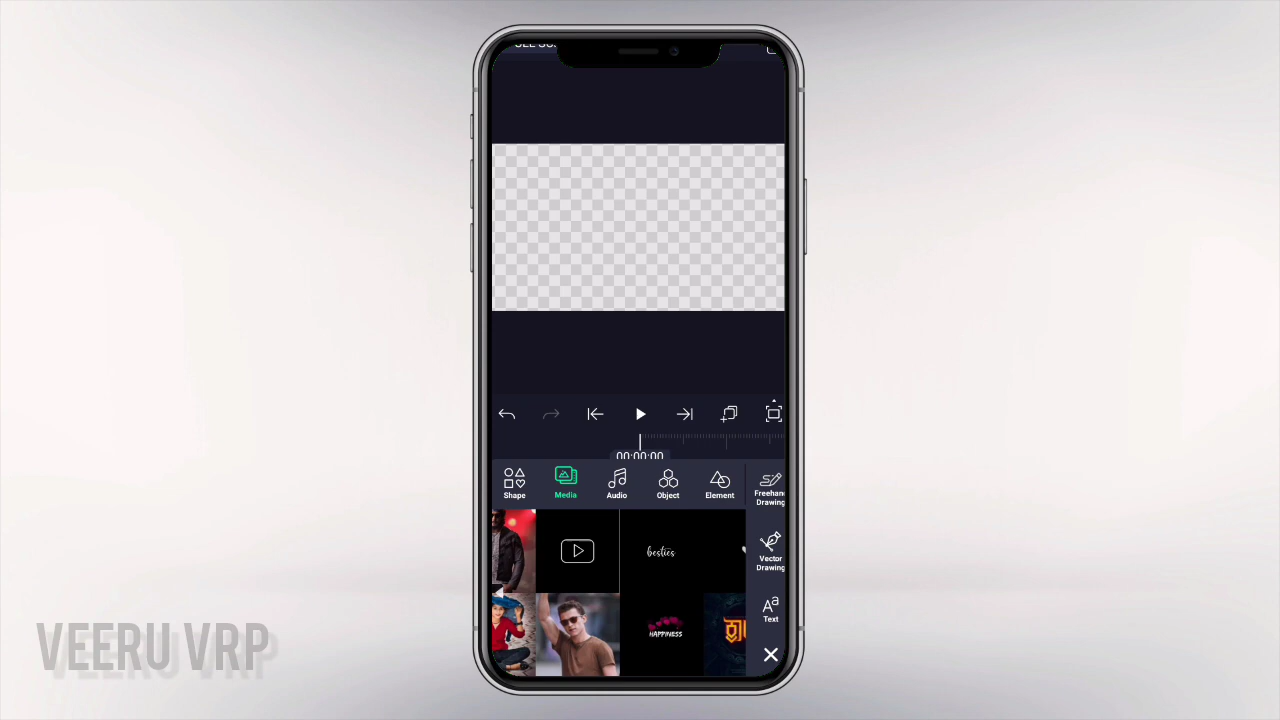 00:00:00
Shape
Media
Audio
Object
Element
Freehand
Drawing
Vector
Drawing
Text
besties
HAPPINESS
VEERU VRP